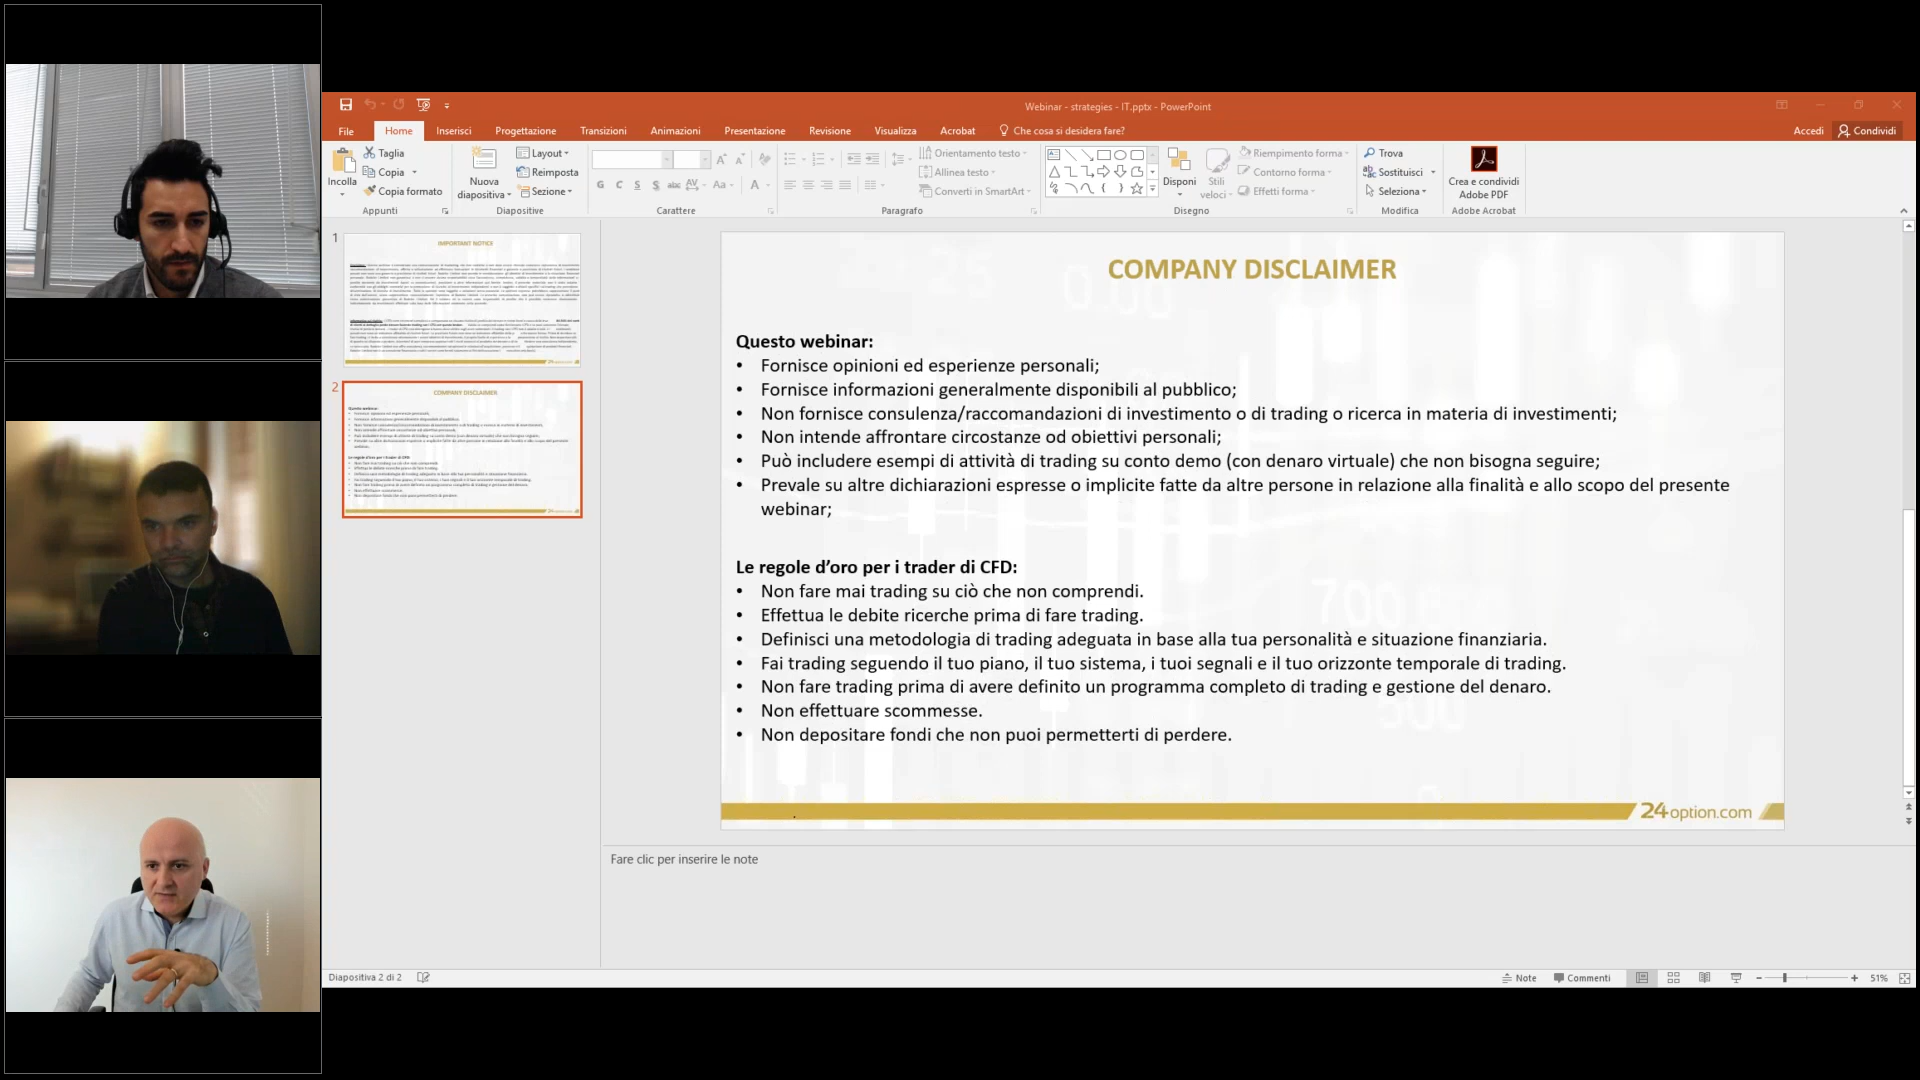 Webinar - strategies - IT.pptx - PowerPoint
File Home Inserisci Progettazione Transizioni Animazioni Presentazione Revisione Visualizza Acrobat Che cosa si desidera fare? Accedi Condividi
Incolla
Taglia
Copia
Copia formato
Appunti
Nuova
diapositiva
Layout
Reimposta
Sezione
Diapositive
G C S S abc AV Aa A
Carattere
Orientamento testo
Allinea testo
Converti in SmartArt
Paragrafo
Disponi
Stili
veloci
Riempimento forma
Contorno forma
Effetti forma
Disegno
Trova
Sostituisci
Seleziona
Modifica
Crea e condividi
Adobe PDF
Adobe Acrobat
1
IMPORTANT NOTICE
24option.com
2
COMPANY DISCLAIMER
24option.com
COMPANY DISCLAIMER
Questo webinar:
• Fornisce opinioni ed esperienze personali;
• Fornisce informazioni generalmente disponibili al pubblico;
• Non fornisce consulenza/raccomandazioni di investimento o di trading o ricerca in materia di investimenti;
• Non intende affrontare circostanze od obiettivi personali;
• Può includere esempi di attività di trading su conto demo (con denaro virtuale) che non bisogna seguire;
• Prevale su altre dichiarazioni espresse o implicite fatte da altre persone in relazione alla finalità e allo scopo del presente
webinar;
Le regole d’oro per i trader di CFD:
• Non fare mai trading su ciò che non comprendi.
• Effettua le debite ricerche prima di fare trading.
• Definisci una metodologia di trading adeguata in base alla tua personalità e situazione finanziaria.
• Fai trading seguendo il tuo piano, il tuo sistema, i tuoi segnali e il tuo orizzonte temporale di trading.
• Non fare trading prima di avere definito un programma completo di trading e gestione del denaro.
• Non effettuare scommesse.
• Non depositare fondi che non puoi permetterti di perdere.
24option.com
Fare clic per inserire le note
Diapositiva 2 di 2
Note Commenti 51%